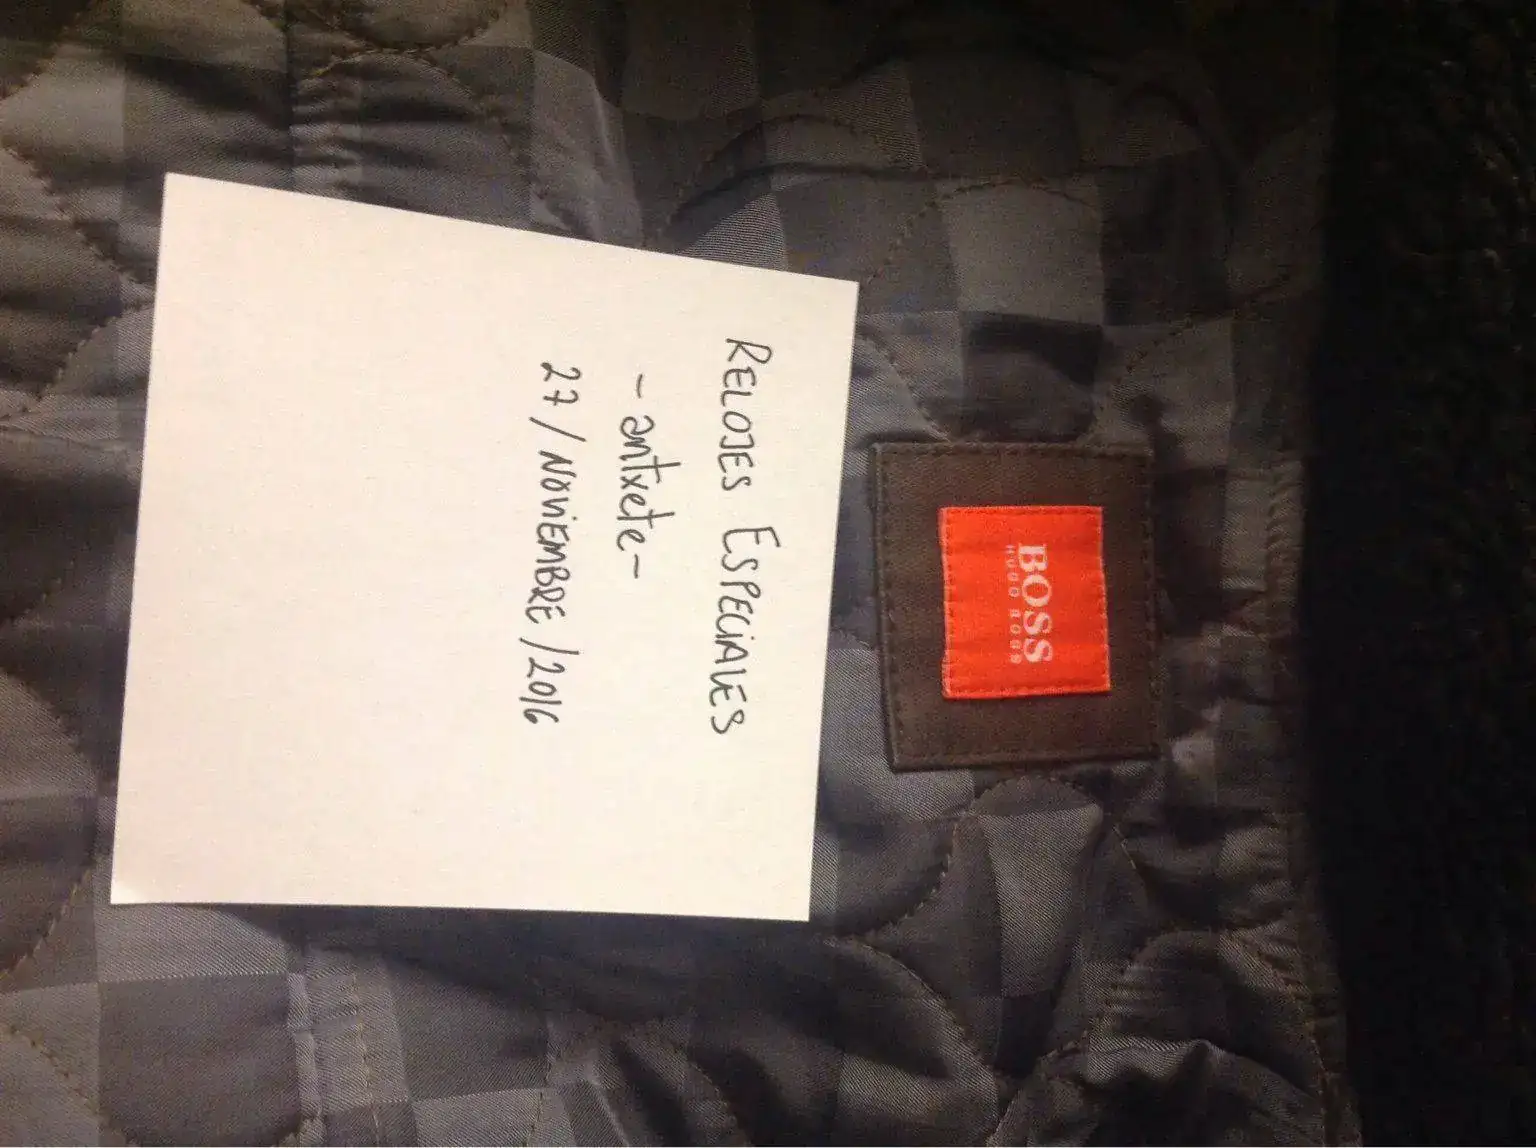 BOSS
HUGO BOSS
RELOJES ESPECIALES
- antxete -
27 / NOVIEMBRE / 2016